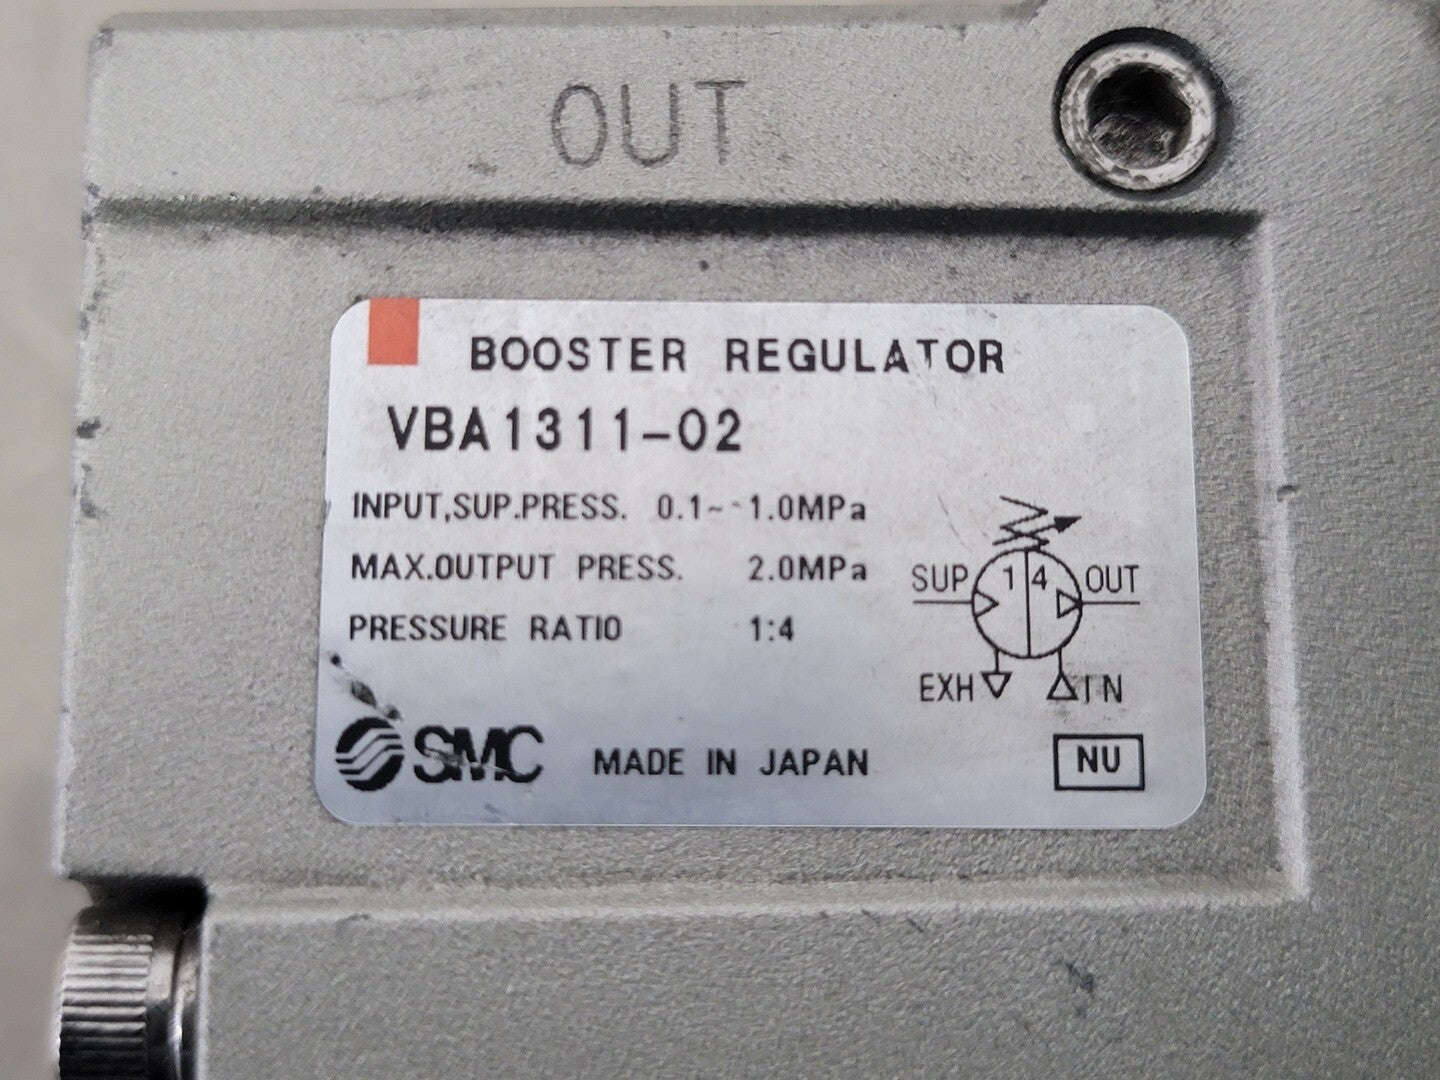 OUT
BOOSTER REGULATOR
VBA1311-02
INPUT,SUP.PRESS. 0.1~1.0MPa
MAX.OUTPUT PRESS. 2.0MPa
PRESSURE RATIO 1:4
SUP 1 4 OUT
EXH IN
SMC MADE IN JAPAN NU